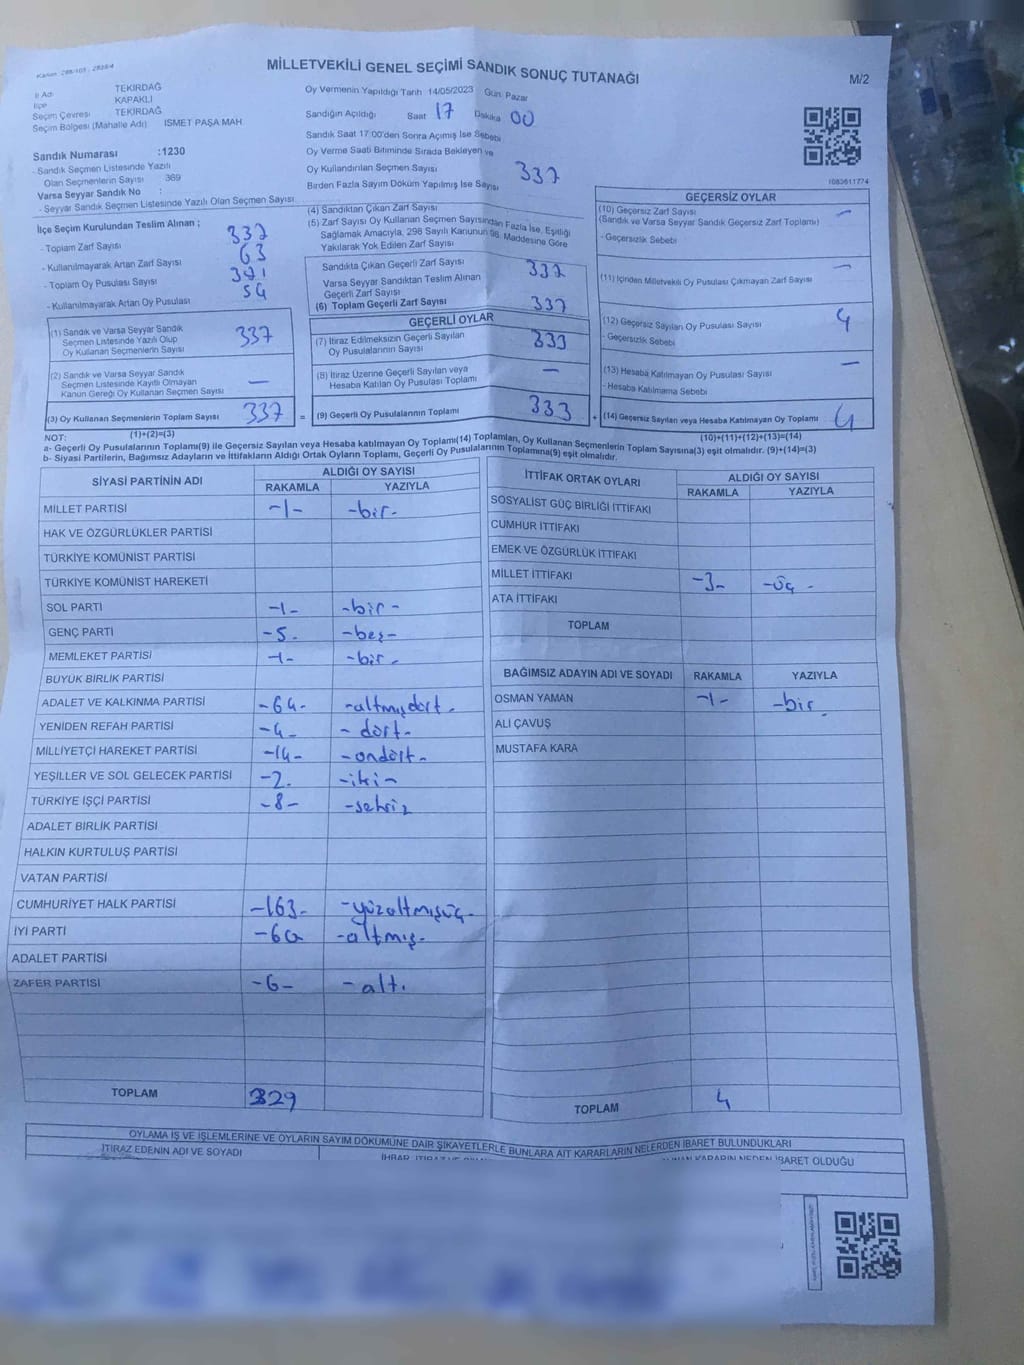 MİLLETVEKİLİ GENEL SEÇİMİ SANDIK SONUÇ TUTANAĞI
M/2
İl Adı TEKİRDAĞ
İlçe KAPAKLI
Seçim Çevresi TEKİRDAĞ
Seçim Bölgesi (Mahalle Adı) İSMET PAŞA MAH.
Sandık Numarası :1230
- Sandık Seçmen Listesinde Yazılı
Olan Seçmenlerin Sayısı 369
Varsa Seyyar Sandık No :
- Seyyar Sandık Seçmen Listesinde Yazılı Olan Seçmen Sayısı
Oy Vermenin Yapıldığı Tarih 14/05/2023 Gün: Pazar
Sandığın Açıldığı Saat 17 Dakika 00
Sandık Saat 17:00'den Sonra Açımış İse Sebebi
Oy Verme Saati Bitiminde Sırada Bekleyen ve
Oy Kullandırılan Seçmen Sayısı 337
Birden Fazla Sayım Döküm Yapılmış İse Sayısı
1083611774
İlçe Seçim Kurulundan Teslim Alınan ;
- Toplam Zarf Sayısı 337
- Kullanılmayarak Artan Zarf Sayısı 63
- Toplam Oy Pusulası Sayısı
- Kullanılmayarak Artan Oy Pusulası 54
(1) Sandık ve Varsa Seyyar Sandık
Seçmen Listesinde Yazılı Olup
Oy Kullanan Seçmenlerin Sayısı 337
(2) Sandık ve Varsa Seyyar Sandık
Seçmen Listesinde Kayıtlı Olmayan
Kanun Gereği Oy Kullanan Seçmen Sayısı —
(3) Oy Kullanan Seçmenlerin Toplam Sayısı 337 =
(1)+(2)=(3)
(4) Sandıktan Çıkan Zarf Sayısı
(5) Zarf Sayısı Oy Kullanan Seçmen Sayısından Fazla İse, Eşitliği
Sağlamak Amacıyla, 298 Sayılı Kanunun 98. Maddesine Göre
Yakılarak Yok Edilen Zarf Sayısı
Sandıkta Çıkan Geçerli Zarf Sayısı 337
Varsa Seyyar Sandıktan Teslim Alınan
Geçerli Zarf Sayısı
(6) Toplam Geçerli Zarf Sayısı 337
GEÇERLİ OYLAR
(7) İtiraz Edilmeksizin Geçerli Sayılan
Oy Pusulalarının Sayısı 333
(8) İtiraz Üzerine Geçerli Sayılan veya
Hesaba Katılan Oy Pusulası Toplamı —
(9) Geçerli Oy Pusulalarının Toplamı 333 +
GEÇERSİZ OYLAR
(10) Geçersiz Zarf Sayısı —
(Sandık ve Varsa Seyyar Sandık Geçersiz Zarf Toplamı)
- Geçersizlik Sebebi
(11) İçinden Milletvekili Oy Pusulası Çıkmayan Zarf Sayısı —
(12) Geçersiz Sayılan Oy Pusulası Sayısı 4
- Geçersizlik Sebebi
(13) Hesaba Katılmayan Oy Pusulası Sayısı —
- Hesaba Katılmama Sebebi
(14) Geçersiz Sayılan veya Hesaba Katılmayan Oy Toplamı 4
(10)+(11)+(12)+(13)=(14)
NOT:
a- Geçerli Oy Pusulalarının Toplamı(9) ile Geçersiz Sayılan veya Hesaba katılmayan Oy Toplamı(14) Toplamları, Oy Kullanan Seçmenlerin Toplam Sayısına(3) eşit olmalıdır. (9)+(14)=(3)
b- Siyasi Partilerin, Bağımsız Adayların ve İttifakların Aldığı Ortak Oyların Toplamı, Geçerli Oy Pusulalarının Toplamına(9) eşit olmalıdır.
SİYASİ PARTİNİN ADI ALDIĞI OY SAYISI
RAKAMLA YAZIYLA
MİLLET PARTİSİ -1- -bir-
HAK VE ÖZGÜRLÜKLER PARTİSİ
TÜRKİYE KOMÜNİST PARTİSİ
TÜRKİYE KOMÜNİST HAREKETİ
SOL PARTİ -1- -bir-
GENÇ PARTİ -5- -beş-
MEMLEKET PARTİSİ -1- -bir-
BÜYÜK BİRLİK PARTİSİ
ADALET VE KALKINMA PARTİSİ -64- -altmışdört-
YENİDEN REFAH PARTİSİ -4- -dört-
MİLLİYETÇİ HAREKET PARTİSİ -14- -ondört-
YEŞİLLER VE SOL GELECEK PARTİSİ -2- -iki-
TÜRKİYE İŞÇİ PARTİSİ -8- -sekiz
ADALET BİRLİK PARTİSİ
HALKIN KURTULUŞ PARTİSİ
VATAN PARTİSİ
CUMHURİYET HALK PARTİSİ -163- -yüzaltmışüç-
İYİ PARTİ -60 -altmış-
ADALET PARTİSİ
ZAFER PARTİSİ -6- -altı
TOPLAM 329
İTTİFAK ORTAK OYLARI ALDIĞI OY SAYISI
RAKAMLA YAZIYLA
SOSYALİST GÜÇ BİRLİĞİ İTTİFAKI
CUMHUR İTTİFAKI
EMEK VE ÖZGÜRLÜK İTTİFAKI
MİLLET İTTİFAKI -3- -üç-
ATA İTTİFAKI
TOPLAM
BAĞIMSIZ ADAYIN ADI VE SOYADI RAKAMLA YAZIYLA
OSMAN YAMAN -1- -bir
ALİ ÇAVUŞ
MUSTAFA KARA
TOPLAM 4
OYLAMA İŞ VE İŞLEMLERİNE VE OYLARIN SAYIM DÖKÜMÜNE DAİR ŞİKAYETLERLE BUNLARA AİT KARARLARIN NELERDEN İBARET BULUNDUKLARI
İTİRAZ EDENİN ADI VE SOYADI
İBARET OLDUĞU